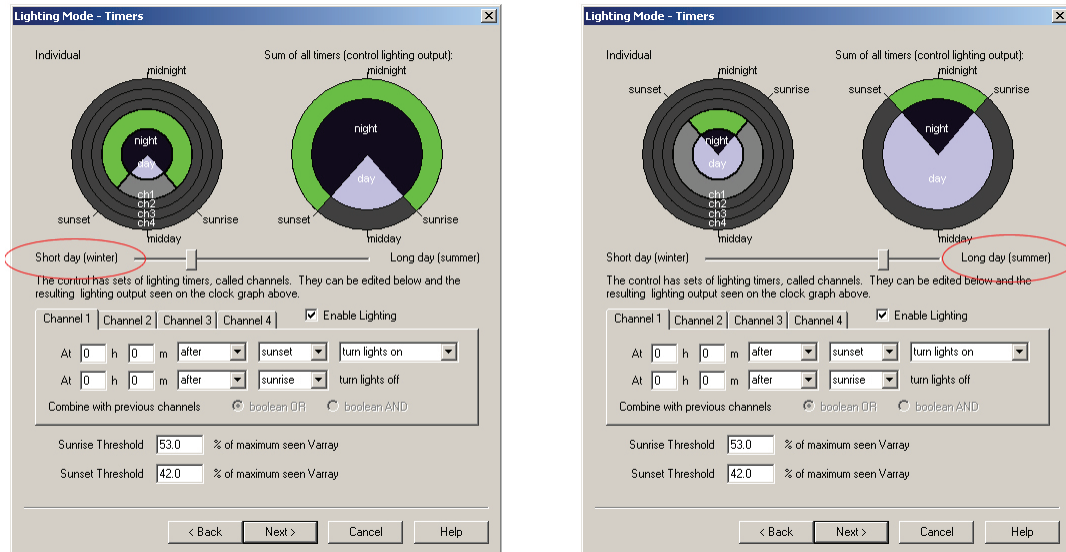 Lighting Mode - Timers
Individual
Sum of all timers (control lighting output):
midnight
midnight
night
day
ch1
ch2
ch3
ch4
sunset
sunrise
midday
night
day
sunset
sunrise
midday
Short day (winter)
Long day (summer)
The control has sets of lighting timers, called channels. They can be edited below and the
resulting lighting output seen on the clock graph above.
Channel 1 Channel 2 Channel 3 Channel 4 Enable Lighting
At 0 h 0 m after sunset turn lights on
At 0 h 0 m after sunrise turn lights off
Combine with previous channels boolean OR boolean AND
Sunrise Threshold 53.0 % of maximum seen Varray
Sunset Threshold 42.0 % of maximum seen Varray
< Back Next > Cancel Help
Lighting Mode - Timers
Individual
Sum of all timers (control lighting output):
midnight
midnight
sunset
sunrise
sunset
sunrise
night
day
ch1
ch2
ch3
ch4
midday
night
day
midday
Short day (winter)
Long day (summer)
The control has sets of lighting timers, called channels. They can be edited below and the
resulting lighting output seen on the clock graph above.
Channel 1 Channel 2 Channel 3 Channel 4 Enable Lighting
At 0 h 0 m after sunset turn lights on
At 0 h 0 m after sunrise turn lights off
Combine with previous channels boolean OR boolean AND
Sunrise Threshold 53.0 % of maximum seen Varray
Sunset Threshold 42.0 % of maximum seen Varray
< Back Next > Cancel Help